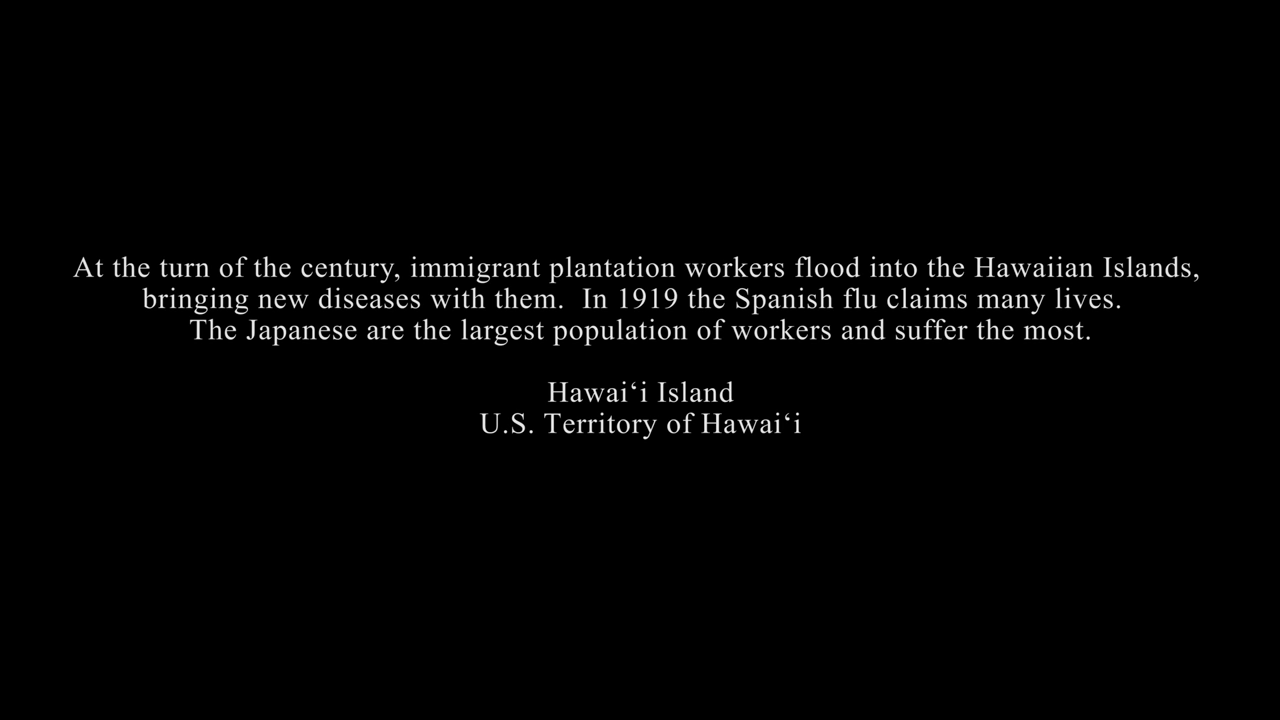 At the turn of the century, immigrant plantation workers flood into the Hawaiian Islands,
bringing new diseases with them.  In 1919 the Spanish flu claims many lives.
The Japanese are the largest population of workers and suffer the most.
Hawai‘i Island
U.S. Territory of Hawai‘i